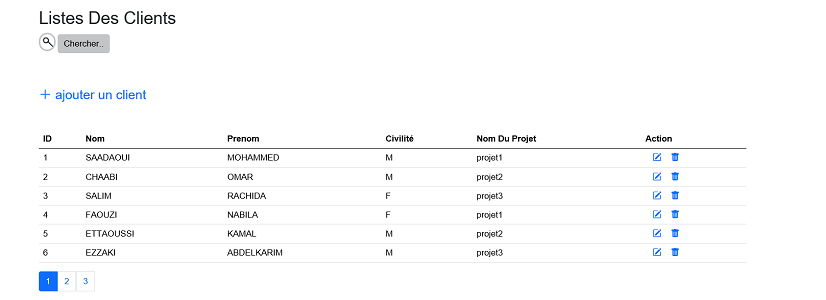 Listes Des Clients
Chercher..
+ ajouter un client
ID Nom Prenom Civilité Nom Du Projet Action
1 SAADAOUI MOHAMMED M projet1
2 CHAABI OMAR M projet2
3 SALIM RACHIDA F projet3
4 FAOUZI NABILA F projet1
5 ETTAOUSSI KAMAL M projet2
6 EZZAKI ABDELKARIM M projet3
1 2 3